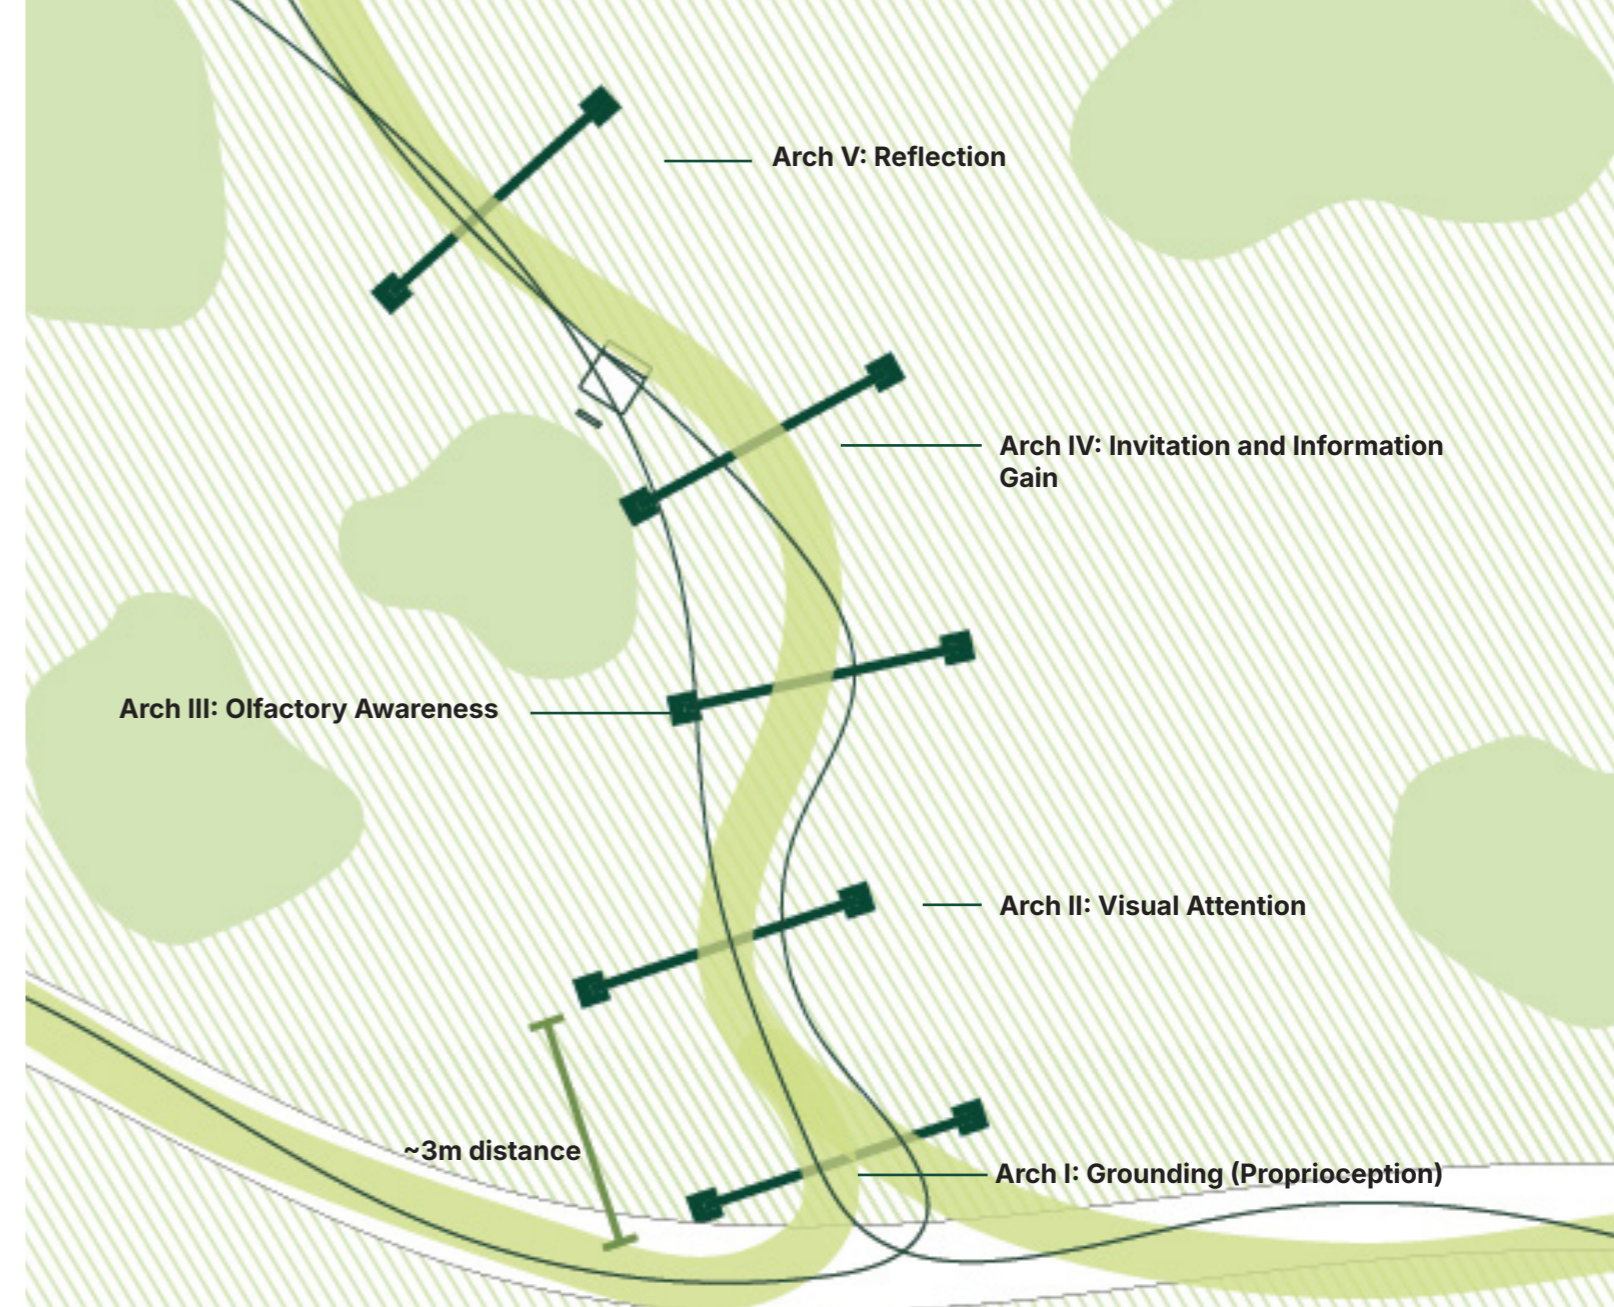 Arch V: Reflection
Arch IV: Invitation and Information
Gain
Arch III: Olfactory Awareness
Arch II: Visual Attention
~3m distance
Arch I: Grounding (Proprioception)